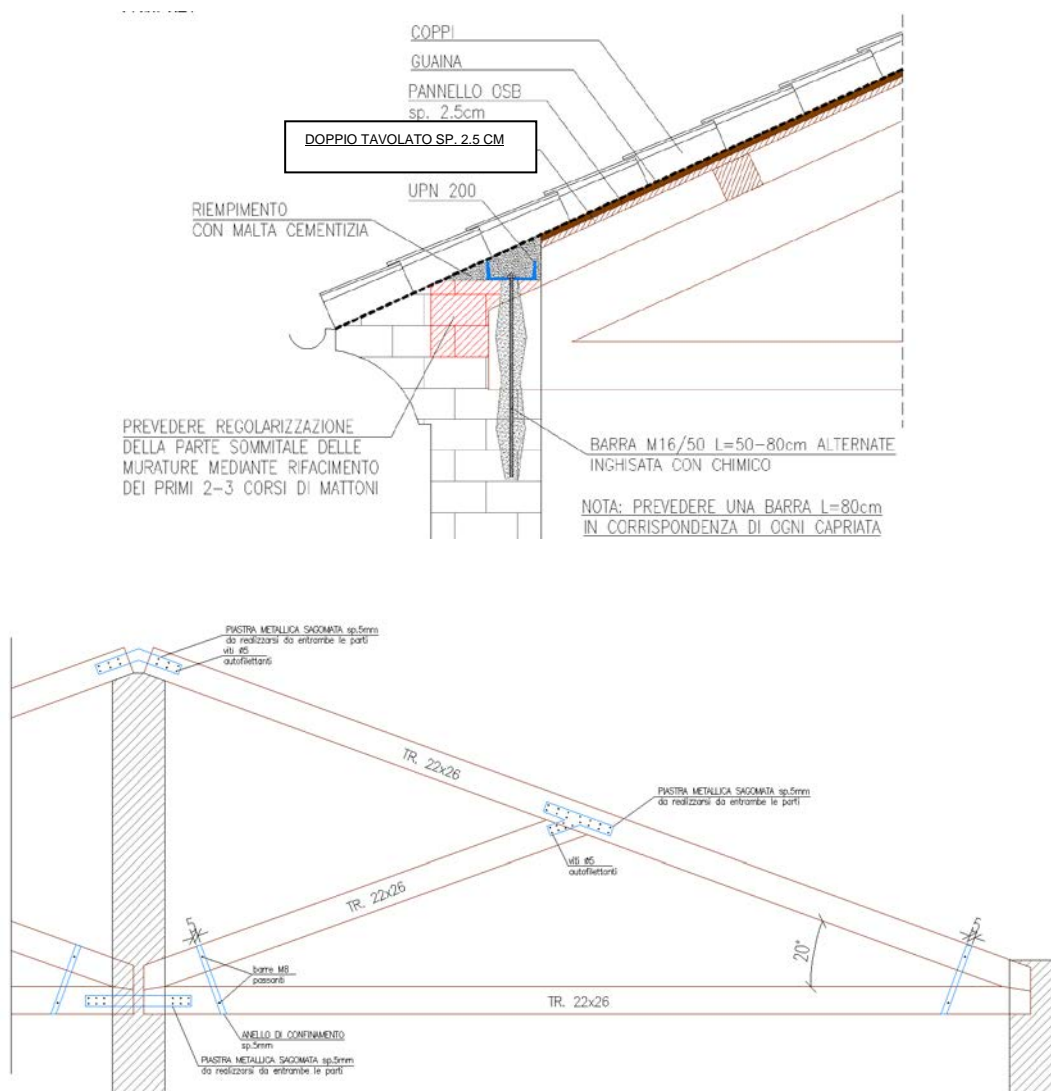 COPPI
GUAINA
PANNELLO OSB
sp. 2.5cm
DOPPIO TAVOLATO SP. 2.5 CM
UPN 200
RIEMPIMENTO
CON MALTA CEMENTIZIA
PREVEDERE REGOLARIZZAZIONE
DELLA PARTE SOMMITALE DELLE
MURATURE MEDIANTE RIFACIMENTO
DEI PRIMI 2-3 CORSI DI MATTONI
BARRA M16/50 L=50-80cm ALTERNATE
INGHISATA CON CHIMICO
NOTA: PREVEDERE UNA BARRA L=80cm
IN CORRISPONDENZA DI OGNI CAPRIATA
PIASTRA METALLICA SAGOMATA sp.5mm
da realizzarsi da entrambe le parti
viti ø5
autofilettanti
TR. 22x26
PIASTRA METALLICA SAGOMATA sp.5mm
da realizzarsi da entrambe le parti
viti ø5
autofilettanti
TR. 22x26
5
5
20°
barre M8
passanti
TR. 22x26
ANELLO DI CONFINAMENTO
sp.5mm
PIASTRA METALLICA SAGOMATA sp.5mm
da realizzarsi da entrambe le parti